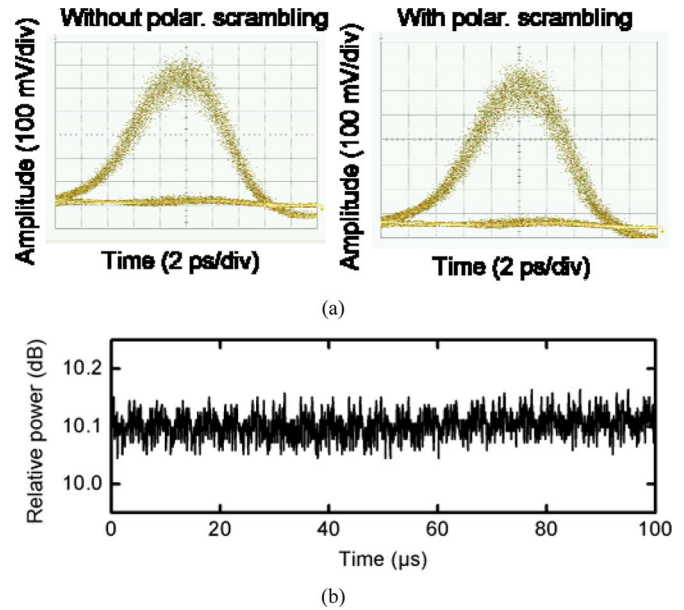 Without polar. scrambling
With polar. scrambling
Amplitude (100 mV/div)
Amplitude (100 mV/div)
Time (2 ps/div)
Time (2 ps/div)
(a)
Relative power (dB)
10.2
10.1
10.0
0 20 40 60 80 100
Time (μs)
(b)